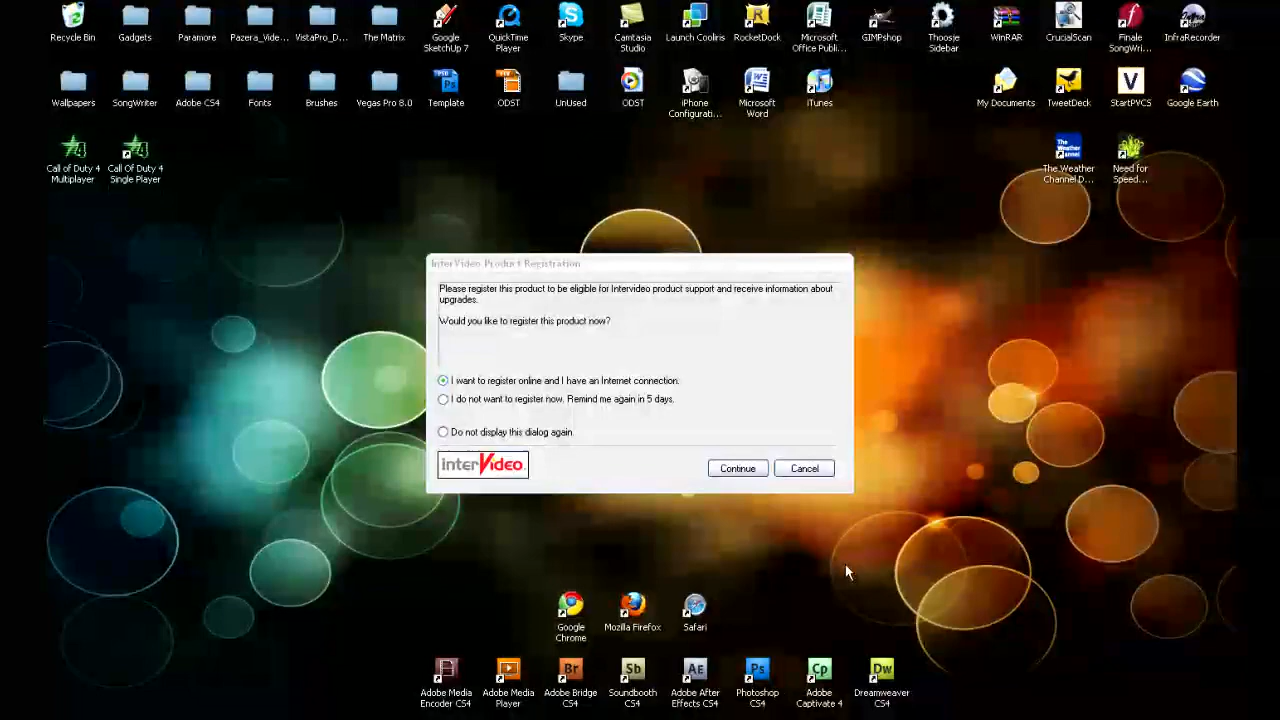 Recycle Bin
Gadgets
Paramore
Pazera_Vide...
VistaPro_D...
The Matrix
Google
SketchUp 7
QuickTime
Player
Skype
Camtasia
Studio
Launch Cooliris
RocketDock
Microsoft
Office Publi...
GIMPshop
Thoosje
Sidebar
WinRAR
CrucialScan
Finale
SongWri...
InfraRecorder
Wallpapers
SongWriter
Adobe CS4
Fonts
Brushes
Vegas Pro 8.0
Template
ODST
UnUsed
ODST
iPhone
Configurati...
Microsoft
Word
iTunes
My Documents
TweetDeck
StartPVCS
Google Earth
Call of Duty 4
Multiplayer
Call Of Duty 4
Single Player
The Weather
Channel D...
Need for
Speed...
InterVideo Product Registration
Please register this product to be eligible for Intervideo product support and receive information about
upgrades.
Would you like to register this product now?
I want to register online and I have an Internet connection.
I do not want to register now. Remind me again in 5 days.
Do not display this dialog again.
InterVideo.
Continue
Cancel
Google
Chrome
Mozilla Firefox
Safari
Adobe Media
Encoder CS4
Adobe Media
Player
Adobe Bridge
CS4
Soundbooth
CS4
Adobe After
Effects CS4
Photoshop
CS4
Adobe
Captivate 4
Dreamweaver
CS4